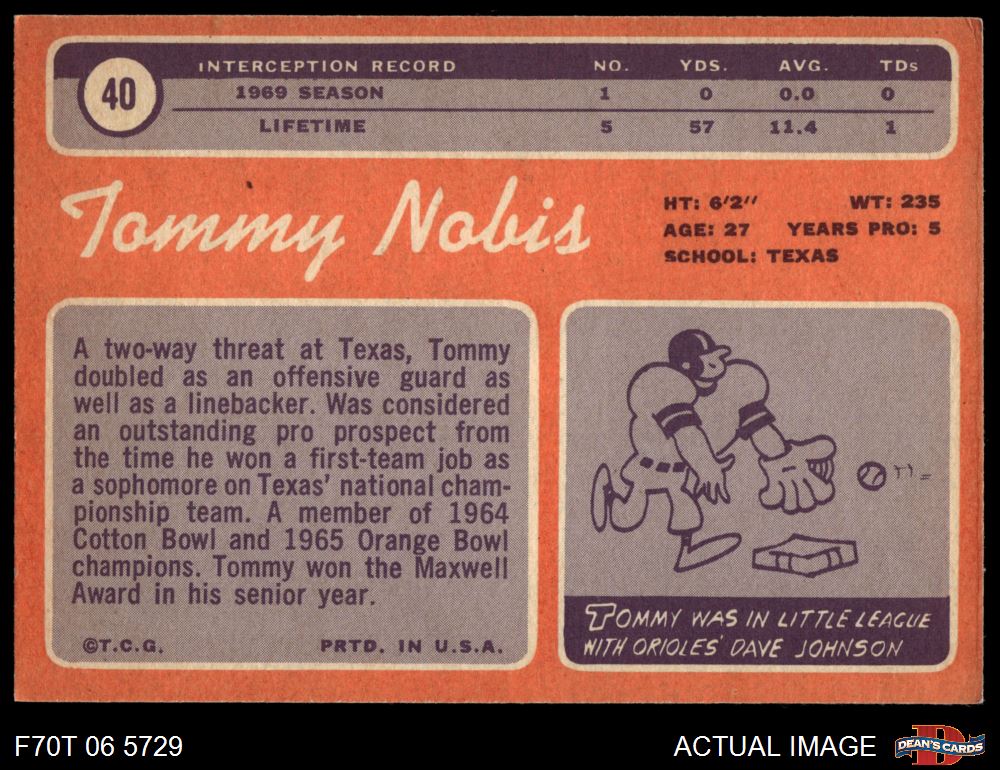 40
INTERCEPTION RECORD NO. YDS. AVG. TDs
1969 SEASON 1 0 0.0 0
LIFETIME 5 57 11.4 1
Tommy Nobis
HT: 6'2'' WT: 235
AGE: 27 YEARS PRO: 5
SCHOOL: TEXAS
A two-way threat at Texas, Tommy
doubled as an offensive guard as
well as a linebacker. Was considered
an outstanding pro prospect from
the time he won a first-team job as
a sophomore on Texas' national cham-
pionship team. A member of 1964
Cotton Bowl and 1965 Orange Bowl
champions. Tommy won the Maxwell
Award in his senior year.
©T.C.G. PRTD. IN U.S.A.
TOMMY WAS IN LITTLE LEAGUE
WITH ORIOLES' DAVE JOHNSON
F70T 06 5729
ACTUAL IMAGE
D
DEAN'S CARDS